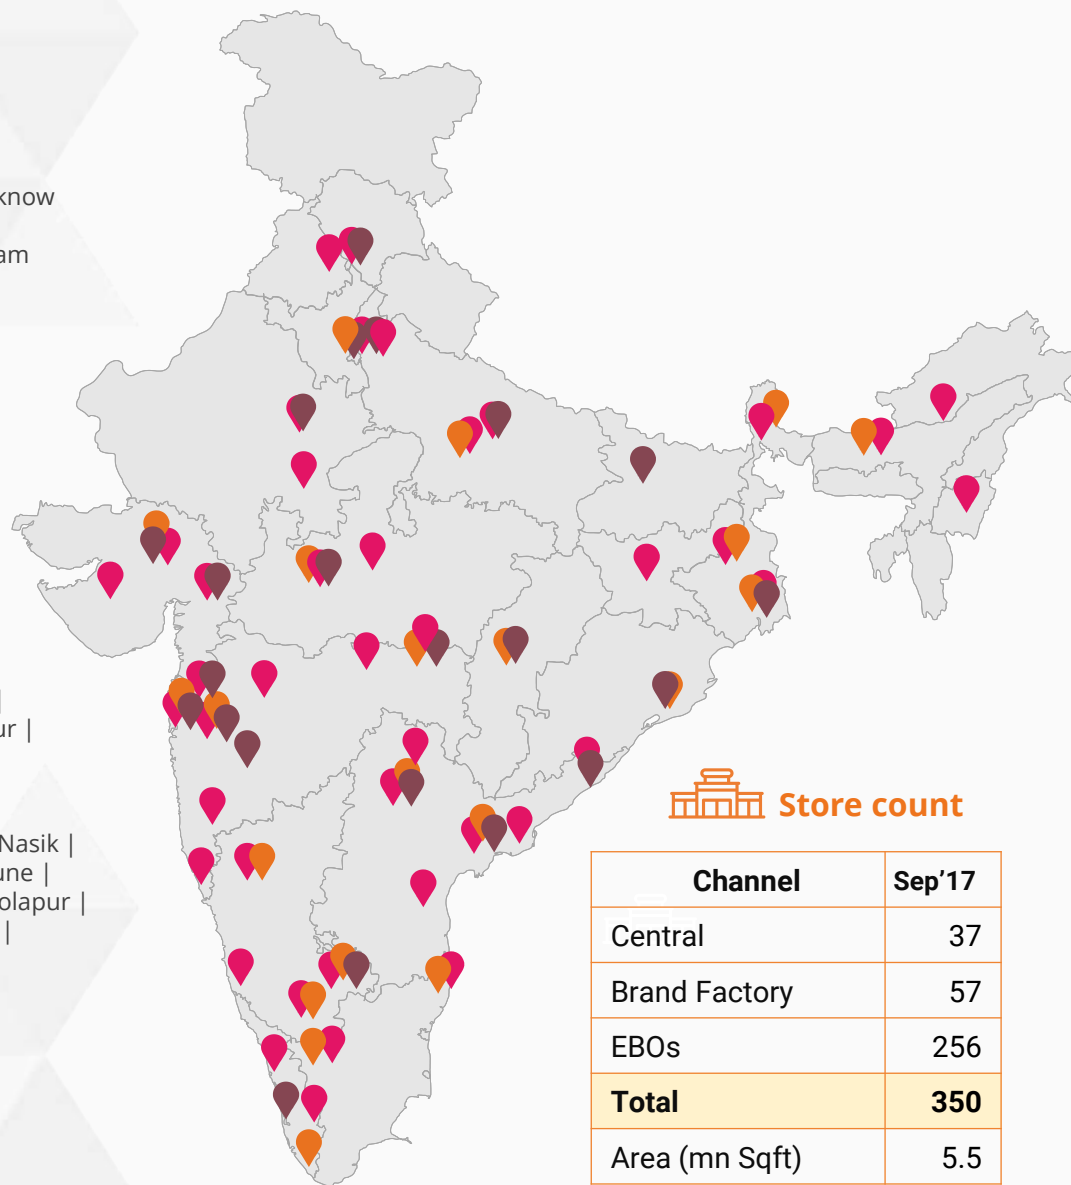 know
am
|
ur |
Nasik |
une |
olapur |
|
Store count
Channel Sep’17
Central 37
Brand Factory 57
EBOs 256
Total 350
Area (mn Sqft) 5.5